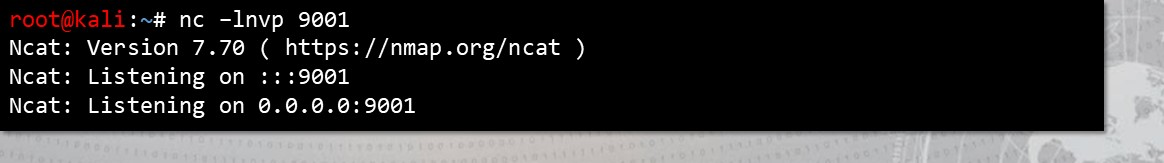 root@kali:~# nc –lnvp 9001
Ncat: Version 7.70 ( https://nmap.org/ncat )
Ncat: Listening on :::9001
Ncat: Listening on 0.0.0.0:9001